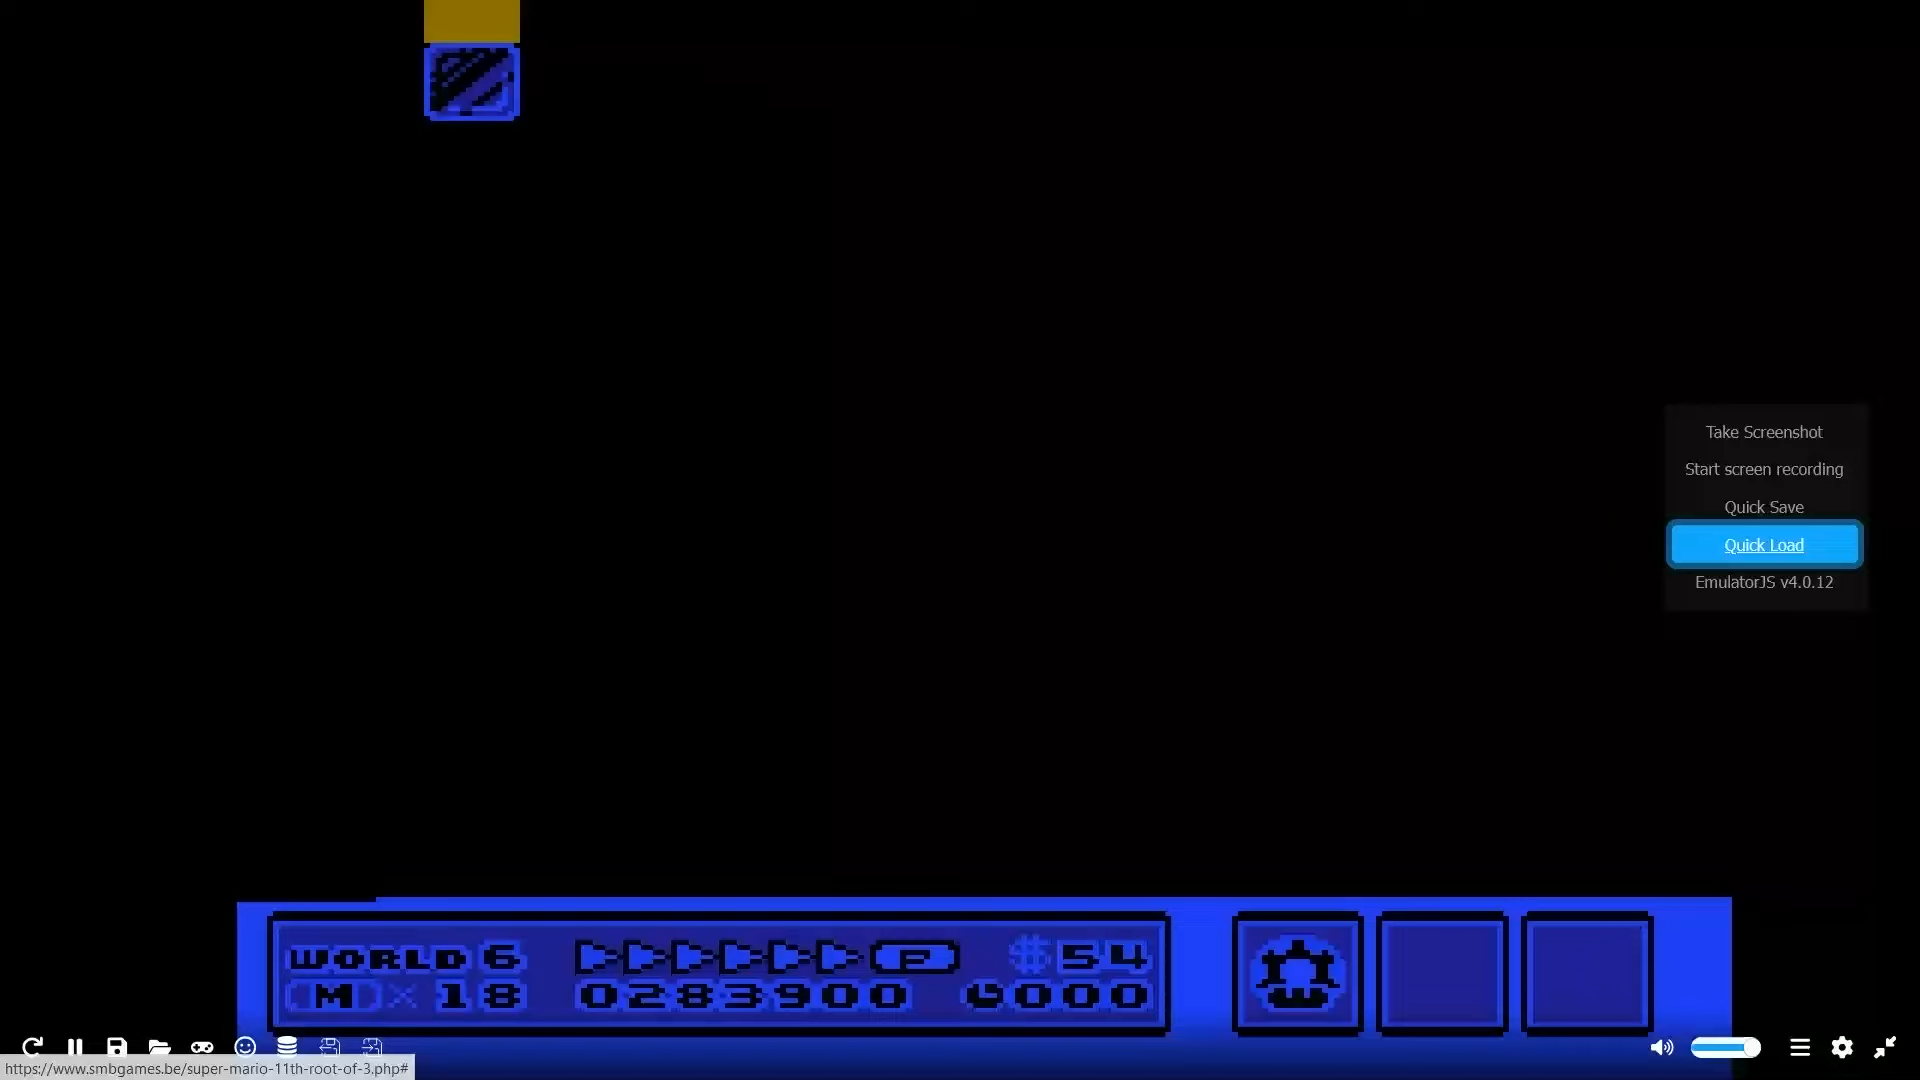 Take Screenshot
Start screen recording
Quick Save
Quick Load
EmulatorJS v4.0.12
WORLD 6 P 54
M × 18 0283900 000
https://www.smbgames.be/super-mario-11th-root-of-3.php#